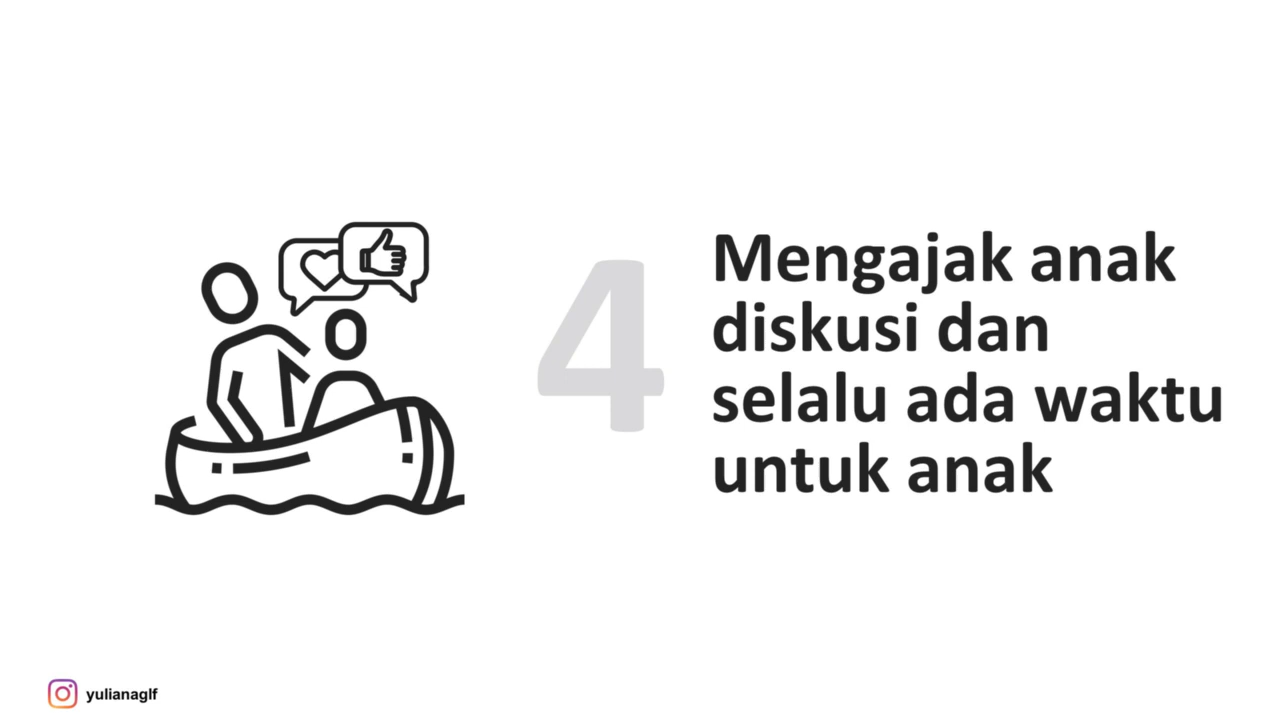 4
Mengajak anak
diskusi dan
selalu ada waktu
untuk anak
yulianaglf